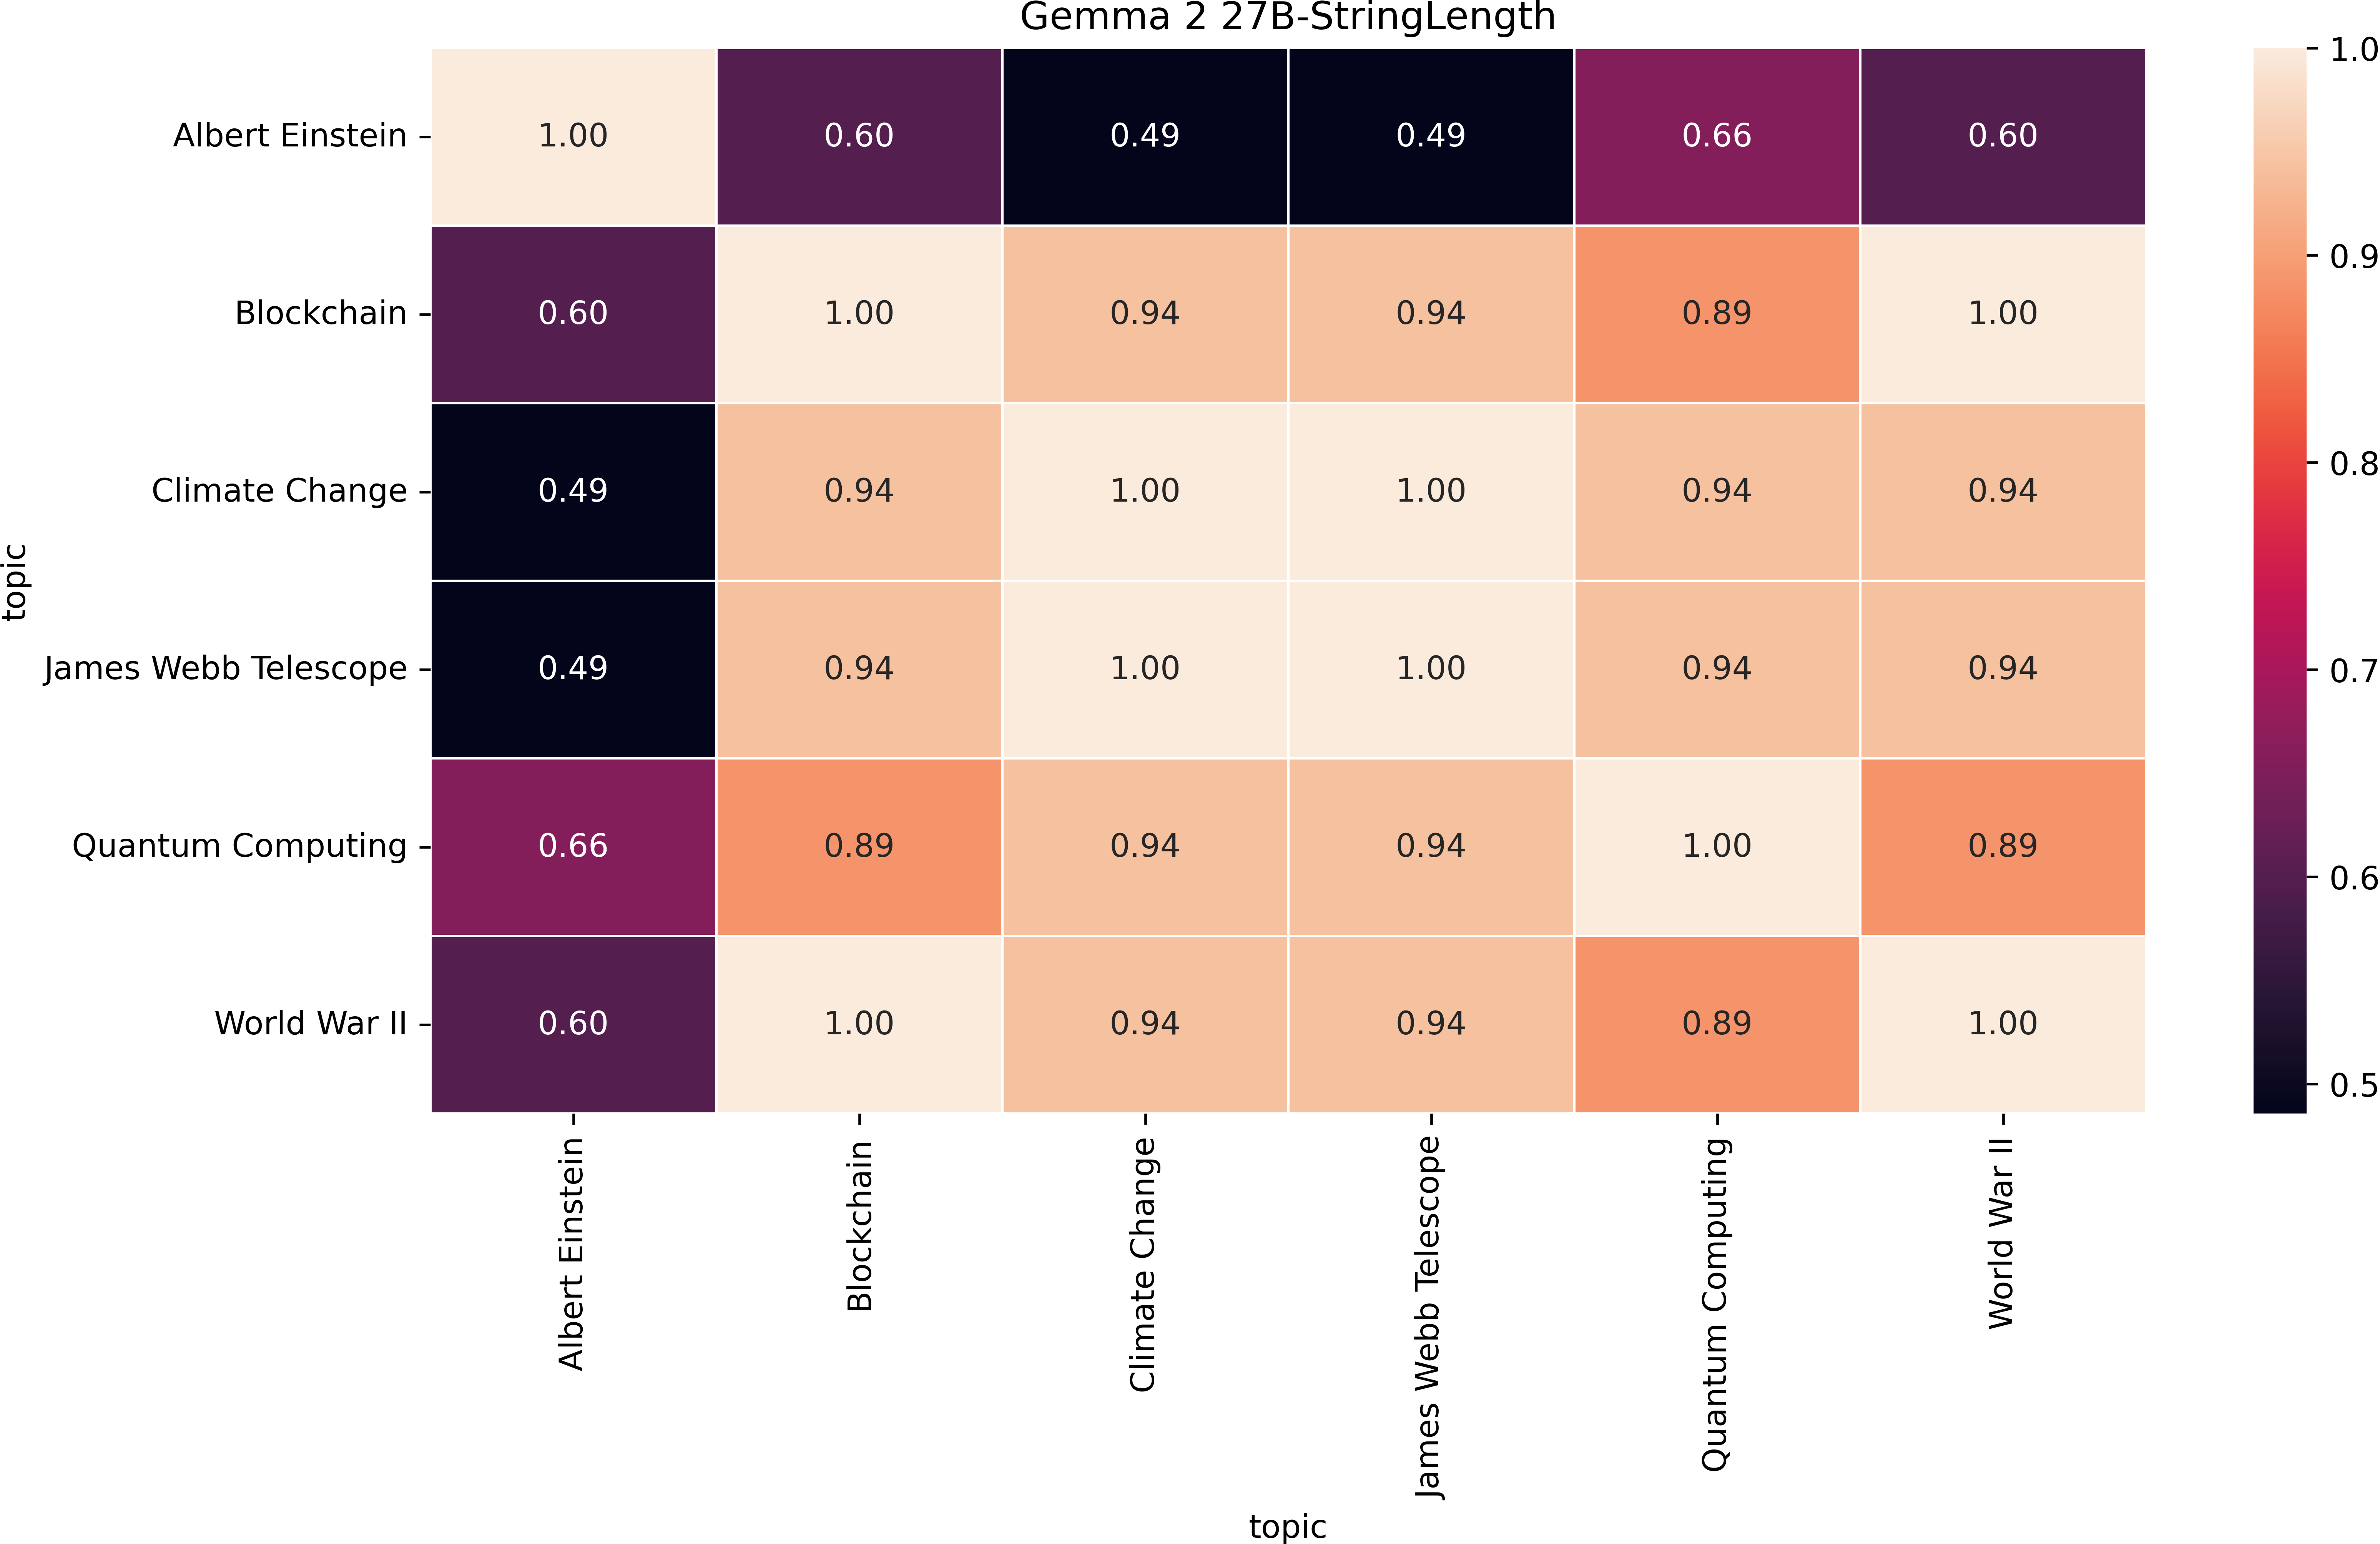 Gemma 2 27B-StringLength
Albert Einstein 1.00 0.60 0.49 0.49 0.66 0.60
Blockchain 0.60 1.00 0.94 0.94 0.89 1.00
Climate Change 0.49 0.94 1.00 1.00 0.94 0.94
James Webb Telescope 0.49 0.94 1.00 1.00 0.94 0.94
Quantum Computing 0.66 0.89 0.94 0.94 1.00 0.89
World War II 0.60 1.00 0.94 0.94 0.89 1.00
topic
Albert Einstein
Blockchain
Climate Change
James Webb Telescope
Quantum Computing
World War II
topic
1.0
0.9
0.8
0.7
0.6
0.5